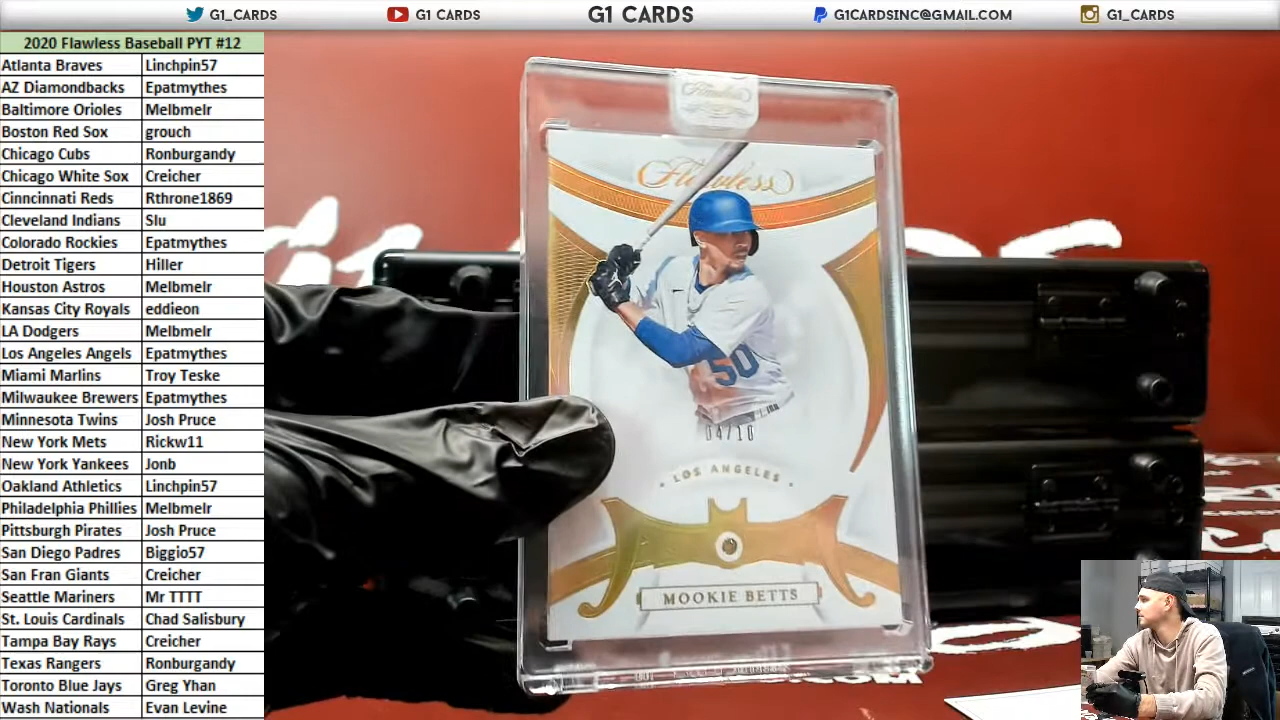 G1_CARDS
G1 CARDS
G1 CARDS
G1CARDSINC@GMAIL.COM
G1_CARDS
2020 Flawless Baseball PYT #12
Atlanta Braves Linchpin57
AZ Diamondbacks Epatmythes
Baltimore Orioles Melbmelr
Boston Red Sox grouch
Chicago Cubs Ronburgandy
Chicago White Sox Creicher
Cinncinnati Reds Rthrone1869
Cleveland Indians Slu
Colorado Rockies Epatmythes
Detroit Tigers Hiller
Houston Astros Melbmelr
Kansas City Royals eddieon
LA Dodgers Melbmelr
Los Angeles Angels Epatmythes
Miami Marlins Troy Teske
Milwaukee Brewers Epatmythes
Minnesota Twins Josh Pruce
New York Mets Rickw11
New York Yankees Jonb
Oakland Athletics Linchpin57
Philadelphia Phillies Melbmelr
Pittsburgh Pirates Josh Pruce
San Diego Padres Biggio57
San Fran Giants Creicher
Seattle Mariners Mr TTTT
St. Louis Cardinals Chad Salisbury
Tampa Bay Rays Creicher
Texas Rangers Ronburgandy
Toronto Blue Jays Greg Yhan
Wash Nationals Evan Levine
Flawless
Flawless
50
04/10
LOS ANGELES
MOOKIE BETTS